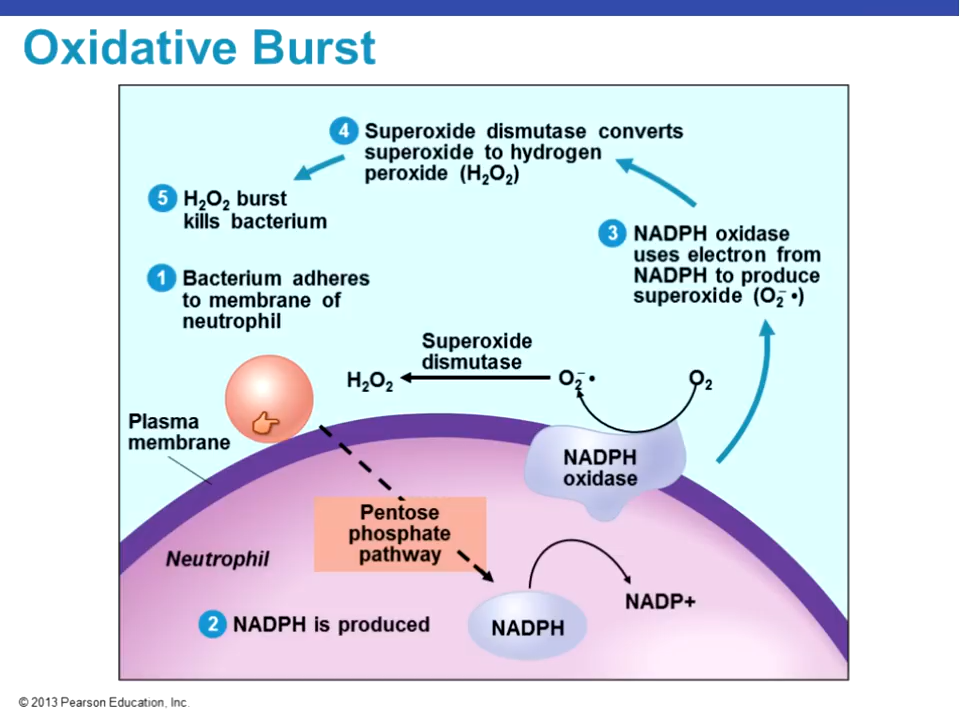 Oxidative Burst
4 Superoxide dismutase converts
superoxide to hydrogen
peroxide (H₂O₂)
5 H₂O₂ burst
kills bacterium
3 NADPH oxidase
uses electron from
NADPH to produce
superoxide (O₂⁻•)
1 Bacterium adheres
to membrane of
neutrophil
Superoxide
dismutase
H₂O₂
O₂⁻•
O₂
Plasma
membrane
NADPH
oxidase
Pentose
phosphate
pathway
Neutrophil
NADP+
2 NADPH is produced
NADPH
© 2013 Pearson Education, Inc.